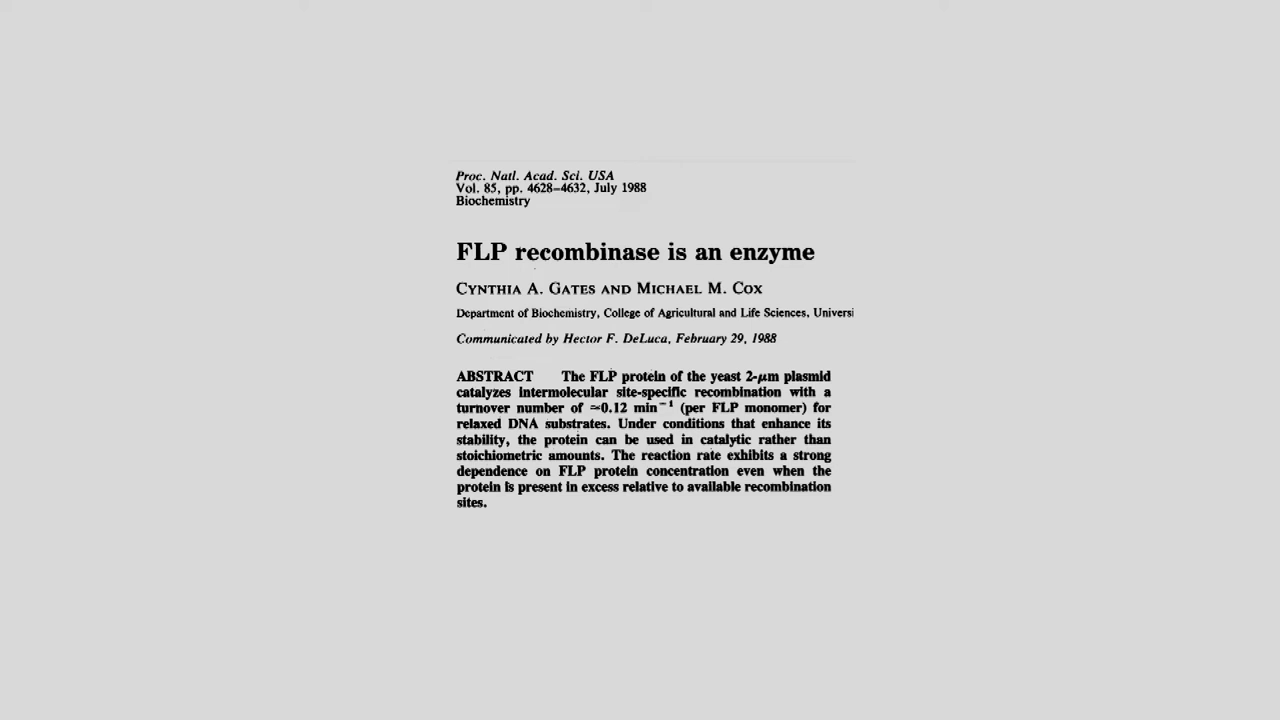 Proc. Natl. Acad. Sci. USA
Vol. 85, pp. 4628–4632, July 1988
Biochemistry
FLP recombinase is an enzyme
CYNTHIA A. GATES AND MICHAEL M. COX
Department of Biochemistry, College of Agricultural and Life Sciences, Universi
Communicated by Hector F. DeLuca, February 29, 1988
ABSTRACT The FLP protein of the yeast 2-μm plasmid
catalyzes intermolecular site-specific recombination with a
turnover number of ≃0.12 min⁻¹ (per FLP monomer) for
relaxed DNA substrates. Under conditions that enhance its
stability, the protein can be used in catalytic rather than
stoichiometric amounts. The reaction rate exhibits a strong
dependence on FLP protein concentration even when the
protein is present in excess relative to available recombination
sites.